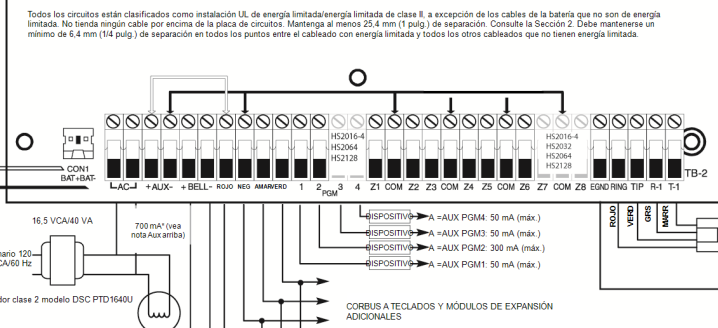 Todos los circuitos están clasificados como instalación UL de energía limitada/energía limitada de clase II, a excepción de los cables de la batería que no son de energía
limitada. No tienda ningún cable por encima de la placa de circuitos. Mantenga al menos 25,4 mm (1 pulg.) de separación. Consulte la Sección 2. Debe mantenerse un
mínimo de 6,4 mm (1/4 pulg.) de separación en todos los puntos entre el cableado con energía limitada y todos los otros cableados que no tienen energía limitada.
HS2016-4
HS2064
HS2128
HS2016-4
HS2032
HS2064
HS2128
CON1
BAT+BAT-
TB-2
AC +AUX- + BELL- ROJO NEG AMAR VERD 1 2 3 4 Z1 COM Z2 Z3 COM Z4 Z5 COM Z6 Z7 COM Z8 EGND RING TIP R-1 T-1
PGM
ROJO VERD GRS MARR
16,5 VCA/40 VA
700 mA* (vea
nota Aux arriba)
nario 120
CA/60 Hz
dor clase 2 modelo DSC PTD1640U
DISPOSITIVO A =AUX PGM4: 50 mA (máx.)
DISPOSITIVO A =AUX PGM3: 50 mA (máx.)
DISPOSITIVO A =AUX PGM2: 300 mA (máx.)
DISPOSITIVO A =AUX PGM1: 50 mA (máx.)
CORBUS A TECLADOS Y MÓDULOS DE EXPANSIÓN
ADICIONALES